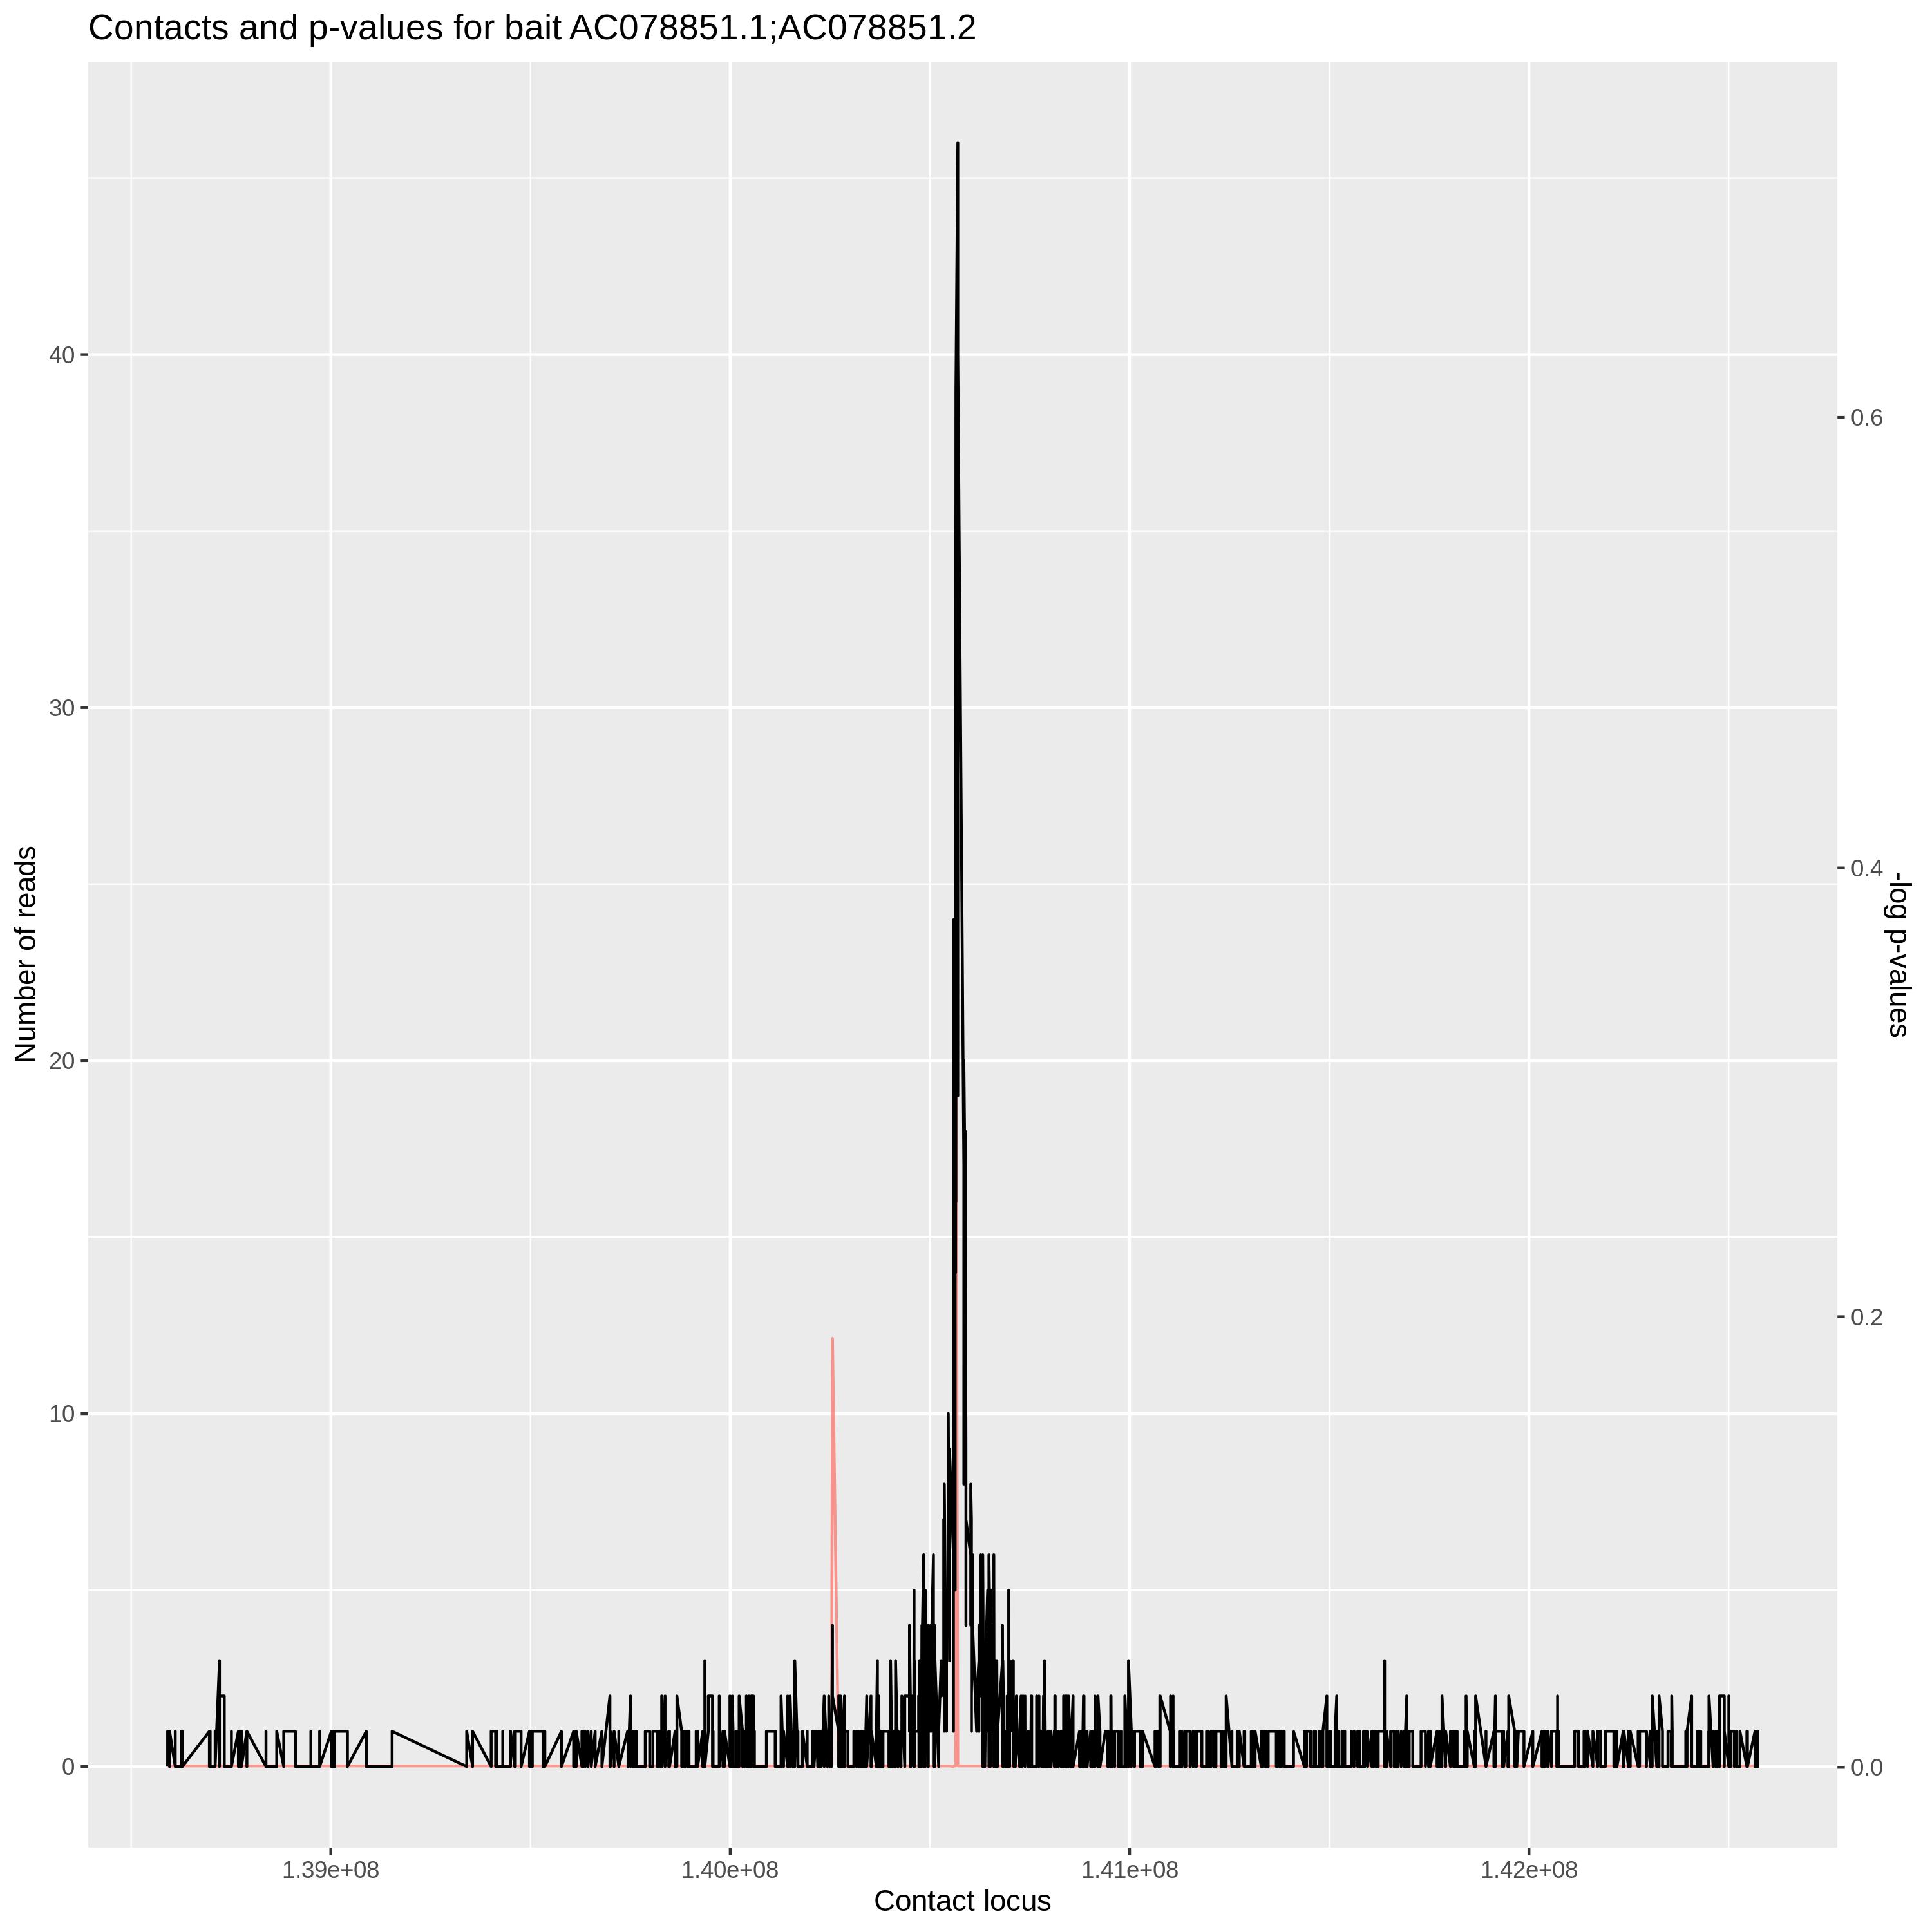 Contacts and p-values for bait AC078851.1;AC078851.2
Number of reads
40
30
20
10
0
0.6
0.4
0.2
0.0
-log p-values
1.39e+08 1.40e+08 1.41e+08 1.42e+08
Contact locus